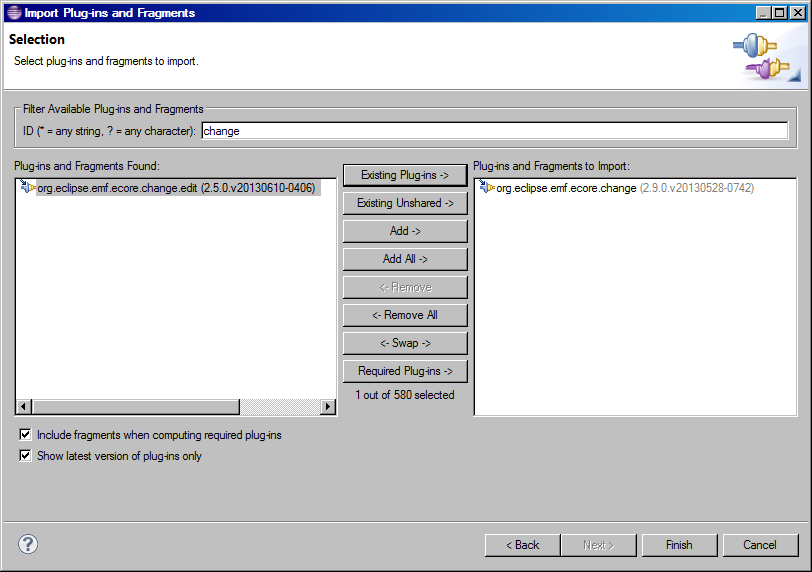 Import Plug-ins and Fragments
Selection
Select plug-ins and fragments to import.
Filter Available Plug-ins and Fragments
ID (* = any string, ? = any character): change
Plug-ins and Fragments Found:
org.eclipse.emf.ecore.change.edit (2.5.0.v20130610-0406)
Existing Plug-ins ->
Existing Unshared ->
Add ->
Add All ->
<- Remove
<- Remove All
<- Swap ->
Required Plug-ins ->
1 out of 580 selected
Plug-ins and Fragments to Import:
org.eclipse.emf.ecore.change (2.9.0.v20130528-0742)
Include fragments when computing required plug-ins
Show latest version of plug-ins only
?
< Back
Next >
Finish
Cancel